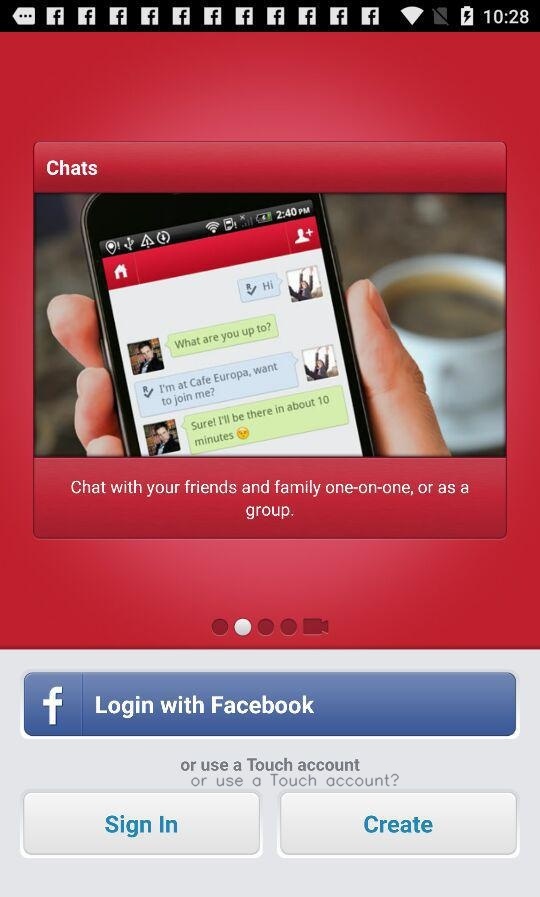 10:28
Chats
2:40 PM
Hi
What are you up to?
I'm at Cafe Europa, want
to join me?
Sure! I'll be there in about 10
minutes
Chat with your friends and family one-on-one, or as a
group.
f Login with Facebook
or use a Touch account
or use a Touch account?
Sign In Create